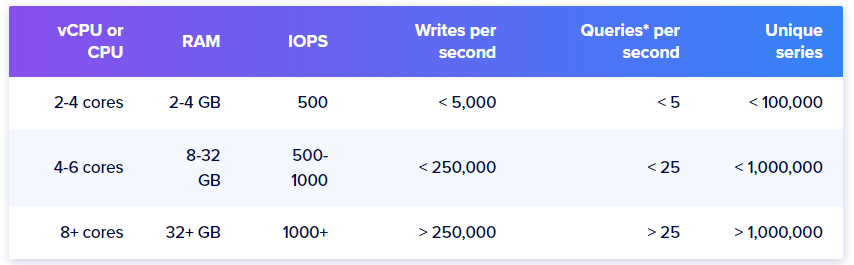 vCPU or CPU RAM IOPS Writes per second Queries* per second Unique series
2-4 cores 2-4 GB 500 < 5,000 < 5 < 100,000
4-6 cores 8-32 GB 500-1000 < 250,000 < 25 < 1,000,000
8+ cores 32+ GB 1000+ > 250,000 > 25 > 1,000,000